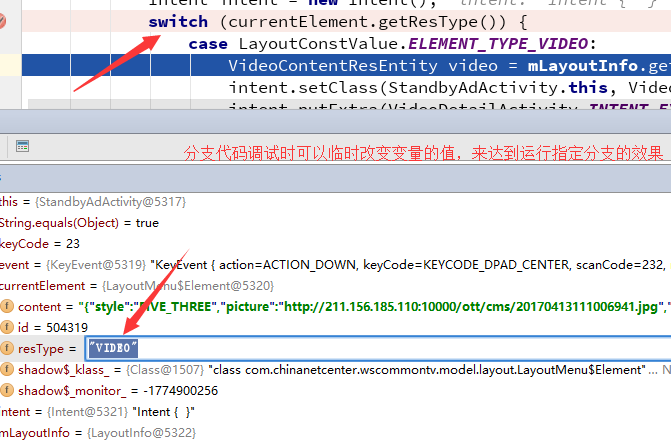 Intent intent = new Intent(); intent: "Intent { }"
switch (currentElement.getResType()) {
case LayoutConstValue.ELEMENT_TYPE_VIDEO:
VideoContentResEntity video = mLayoutInfo.ge
intent.setClass(StandbyAdActivity.this, Vide
intent.putExtra(VideoDetailActivity.INTENT_E
分支代码调试时可以临时改变变量的值，来达到运行指定分支的效果
this = {StandbyAdActivity@5317}
String.equals(Object) = true
keyCode = 23
event = {KeyEvent@5319} "KeyEvent { action=ACTION_DOWN, keyCode=KEYCODE_DPAD_CENTER, scanCode=232,
currentElement = {LayoutMenu$Element@5320}
content = "{"style":"FIVE_THREE","picture":"http://211.156.185.110:10000/ott/cms/20170413111006941.jpg","
id = 504319
resType = "VIDEO"
shadow$_klass_ = {Class@1507} "class com.chinanetcenter.wscommontv.model.layout.LayoutMenu$Element" ... N
shadow$_monitor_ = -1774900256
intent = {Intent@5321} "Intent { }"
mLayoutInfo = {LayoutInfo@5322}